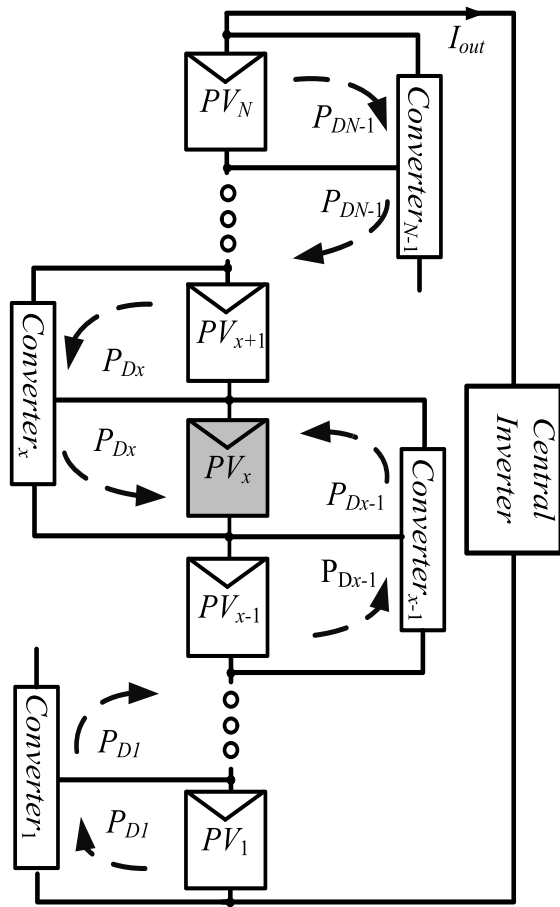 I_out
PV_N
P_DN-1
Converter_N-1
P_DN-1
PV_x+1
Converter_x
P_Dx
P_Dx
PV_x
P_Dx-1
Converter_x-1
Central
Inverter
PV_x-1
P_Dx-1
Converter_1
P_D1
P_D1
PV_1